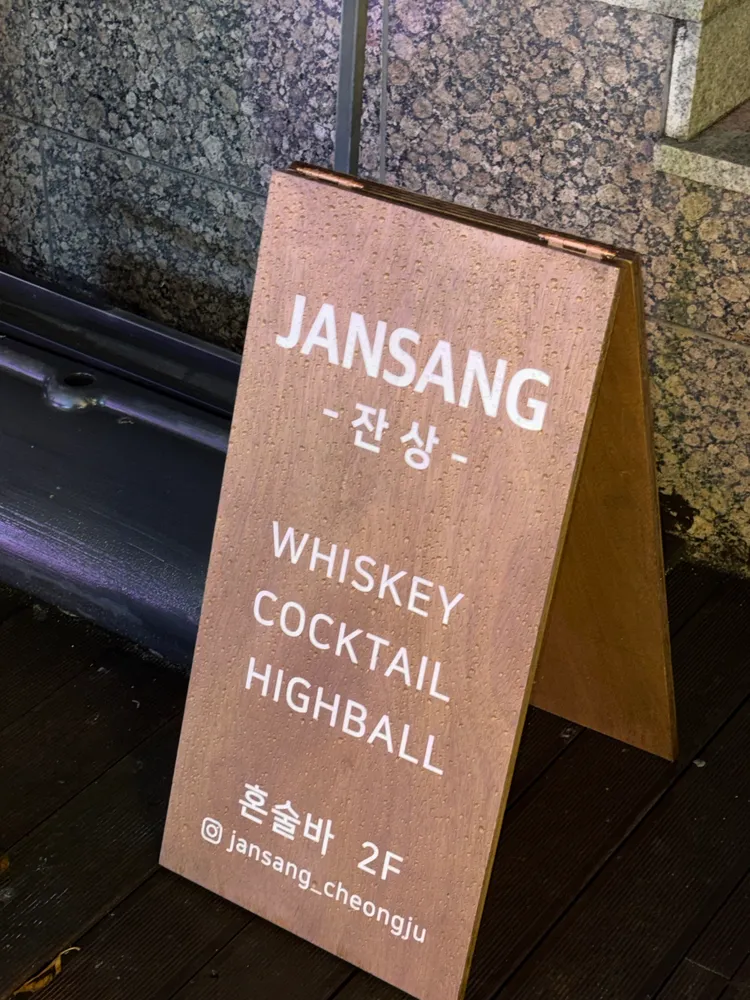 JANSANG
- 잔 상 -
WHISKEY
COCKTAIL
HIGHBALL
혼술바 2F
jansang_cheongju